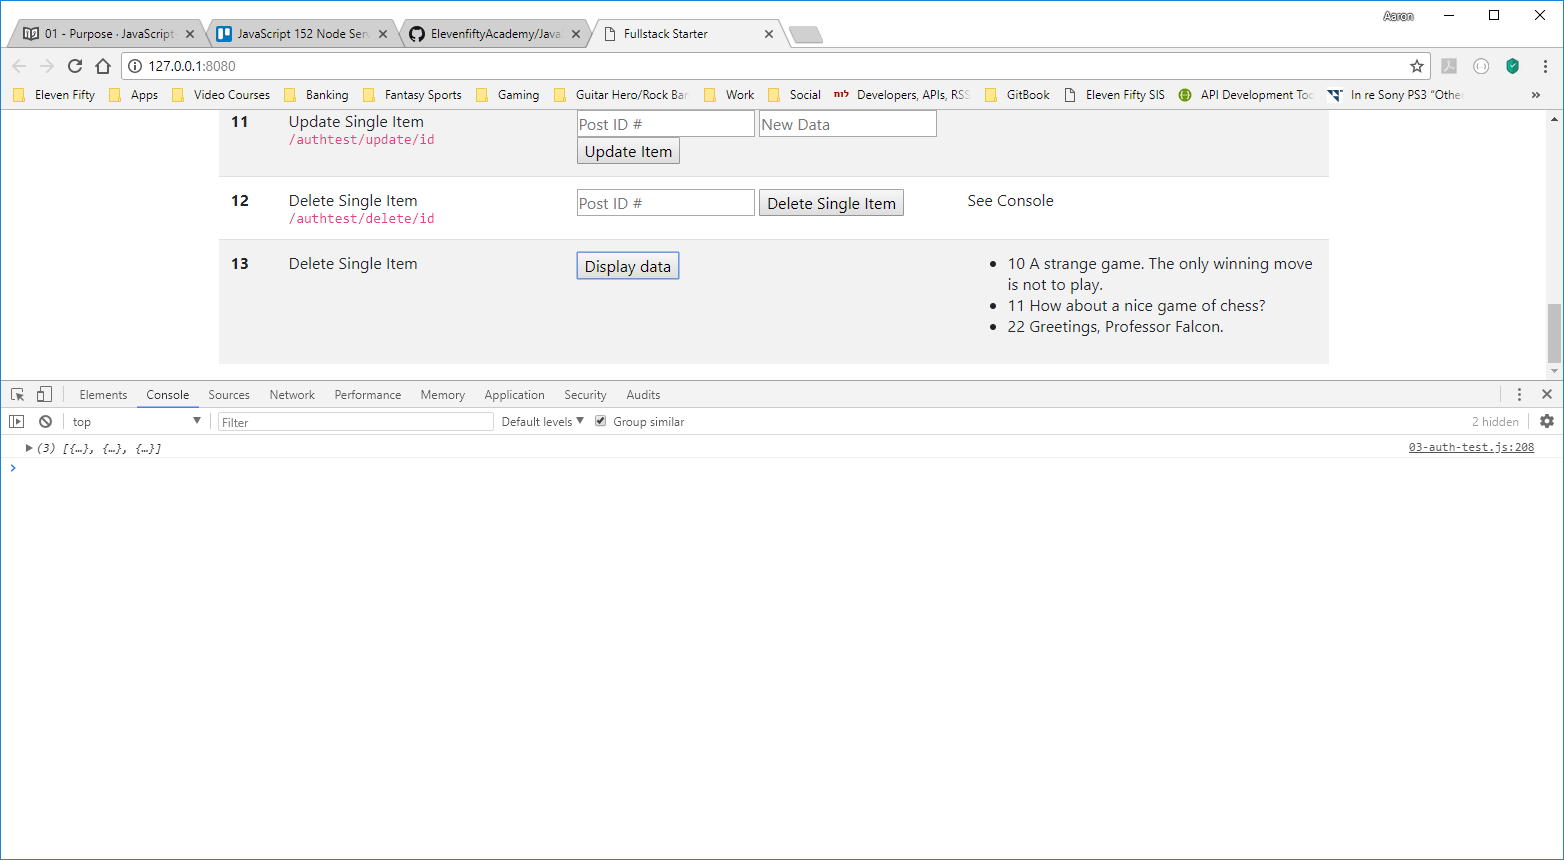 Aaron
01 - Purpose · JavaScript
JavaScript 152 Node Serv
ElevenfiftyAcademy/Java
Fullstack Starter
127.0.0.1:8080
Eleven Fifty
Apps
Video Courses
Banking
Fantasy Sports
Gaming
Guitar Hero/Rock Ban
Work
Social
Developers, APIs, RSS
GitBook
Eleven Fifty SIS
API Development Too
In re Sony PS3 "Other
»
11 Update Single Item Post ID # New Data
/authtest/update/id
Update Item
12 Delete Single Item Post ID # Delete Single Item See Console
/authtest/delete/id
13 Delete Single Item Display data • 10 A strange game. The only winning move
is not to play.
• 11 How about a nice game of chess?
• 22 Greetings, Professor Falcon.
Elements Console Sources Network Performance Memory Application Security Audits
top Filter Default levels Group similar 2 hidden
(3) [{…}, {…}, {…}] 03-auth-test.js:208